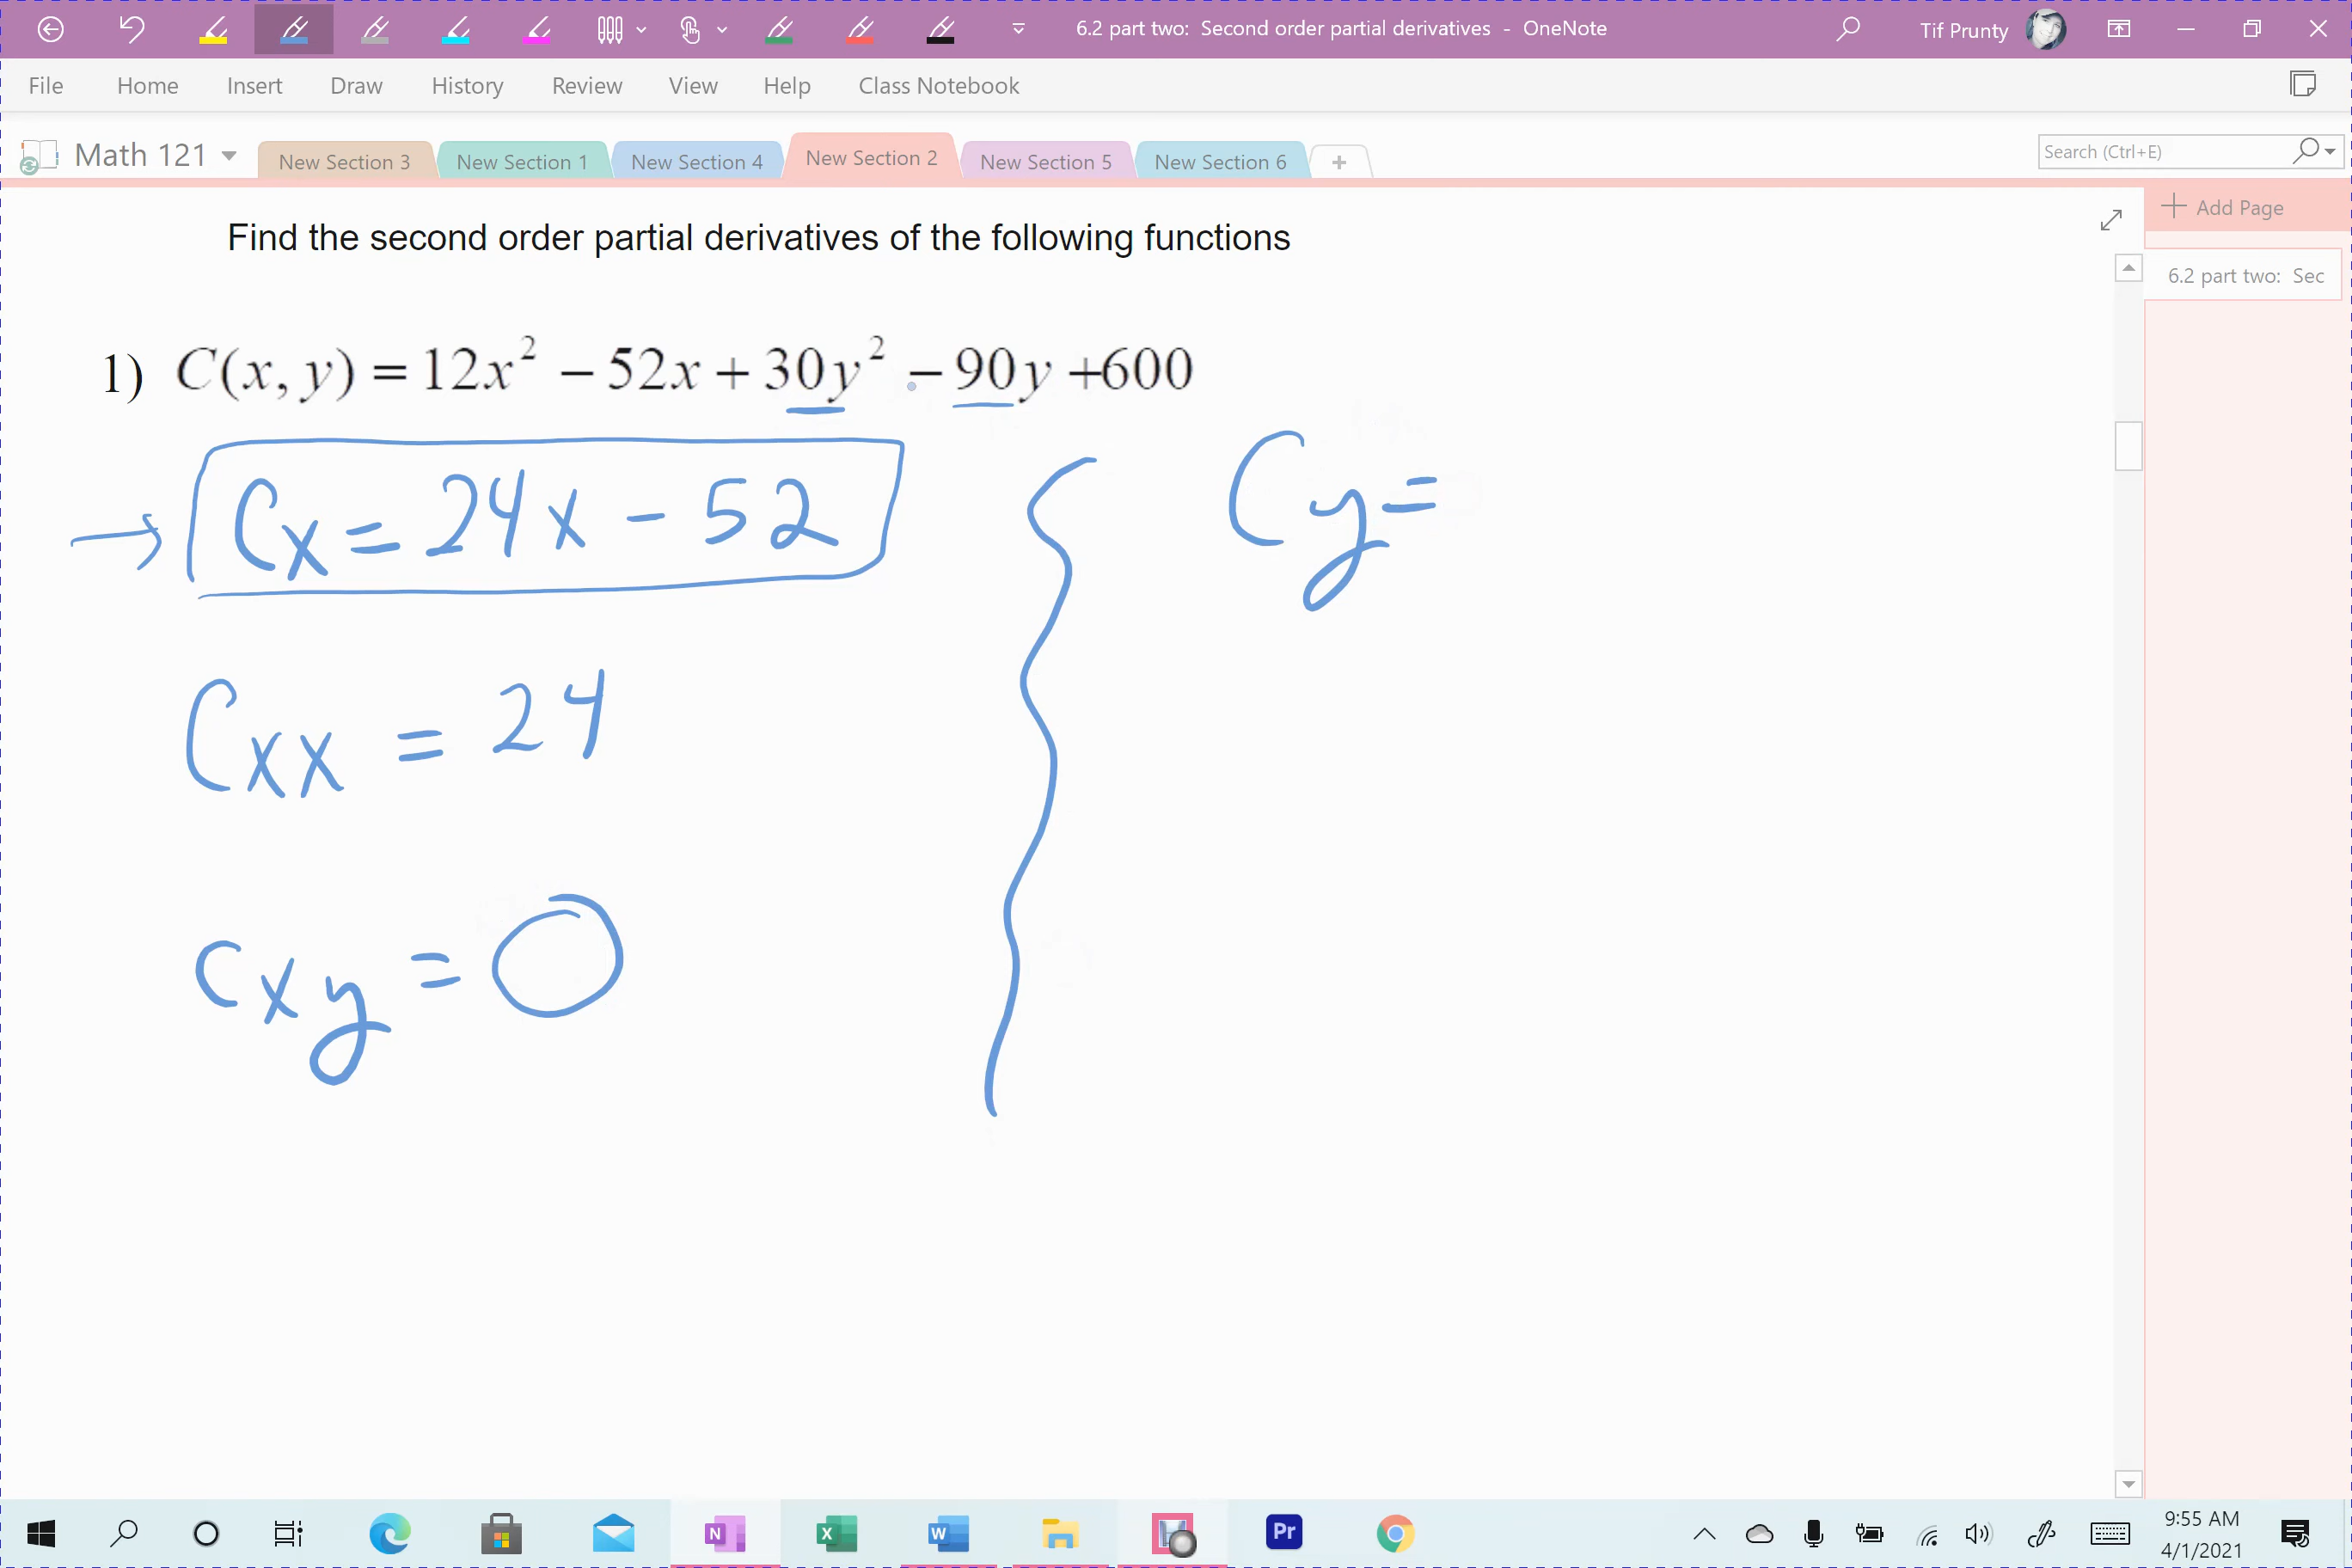 6.2 part two: Second order partial derivatives - OneNote
Tif Prunty
File Home Insert Draw History Review View Help Class Notebook
Math 121 New Section 3 New Section 1 New Section 4 New Section 2 New Section 5 New Section 6 +
Search (Ctrl+E)
Add Page
6.2 part two: Sec
Find the second order partial derivatives of the following functions
1) C(x, y) = 12x² − 52x + 30y² − 90y +600
→ Cx = 24x - 52
Cy =
Cxx = 24
Cxy = 0
N X W Pr
9:55 AM
4/1/2021